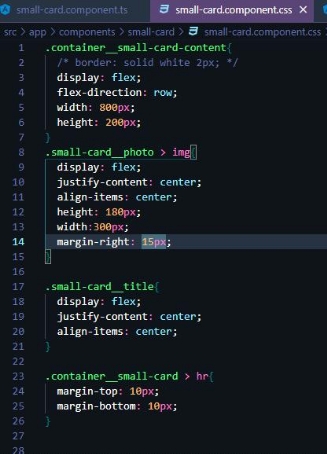 small-card.component.ts
small-card.component.css
src > app > components > small-card > small-card.component.css
1 .container__small-card-content{
2 /* border: solid white 2px; */
3 display: flex;
4 flex-direction: row;
5 width: 800px;
6 height: 200px;
7 }
8 .small-card__photo > img{
9 display: flex;
10 justify-content: center;
11 align-items: center;
12 height: 180px;
13 width:300px;
14 margin-right: 15px;
15 }
16
17 .small-card__title{
18 display: flex;
19 justify-content: center;
20 align-items: center;
21 }
22
23 .container__small-card > hr{
24 margin-top: 10px;
25 margin-bottom: 10px;
26 }
27
28